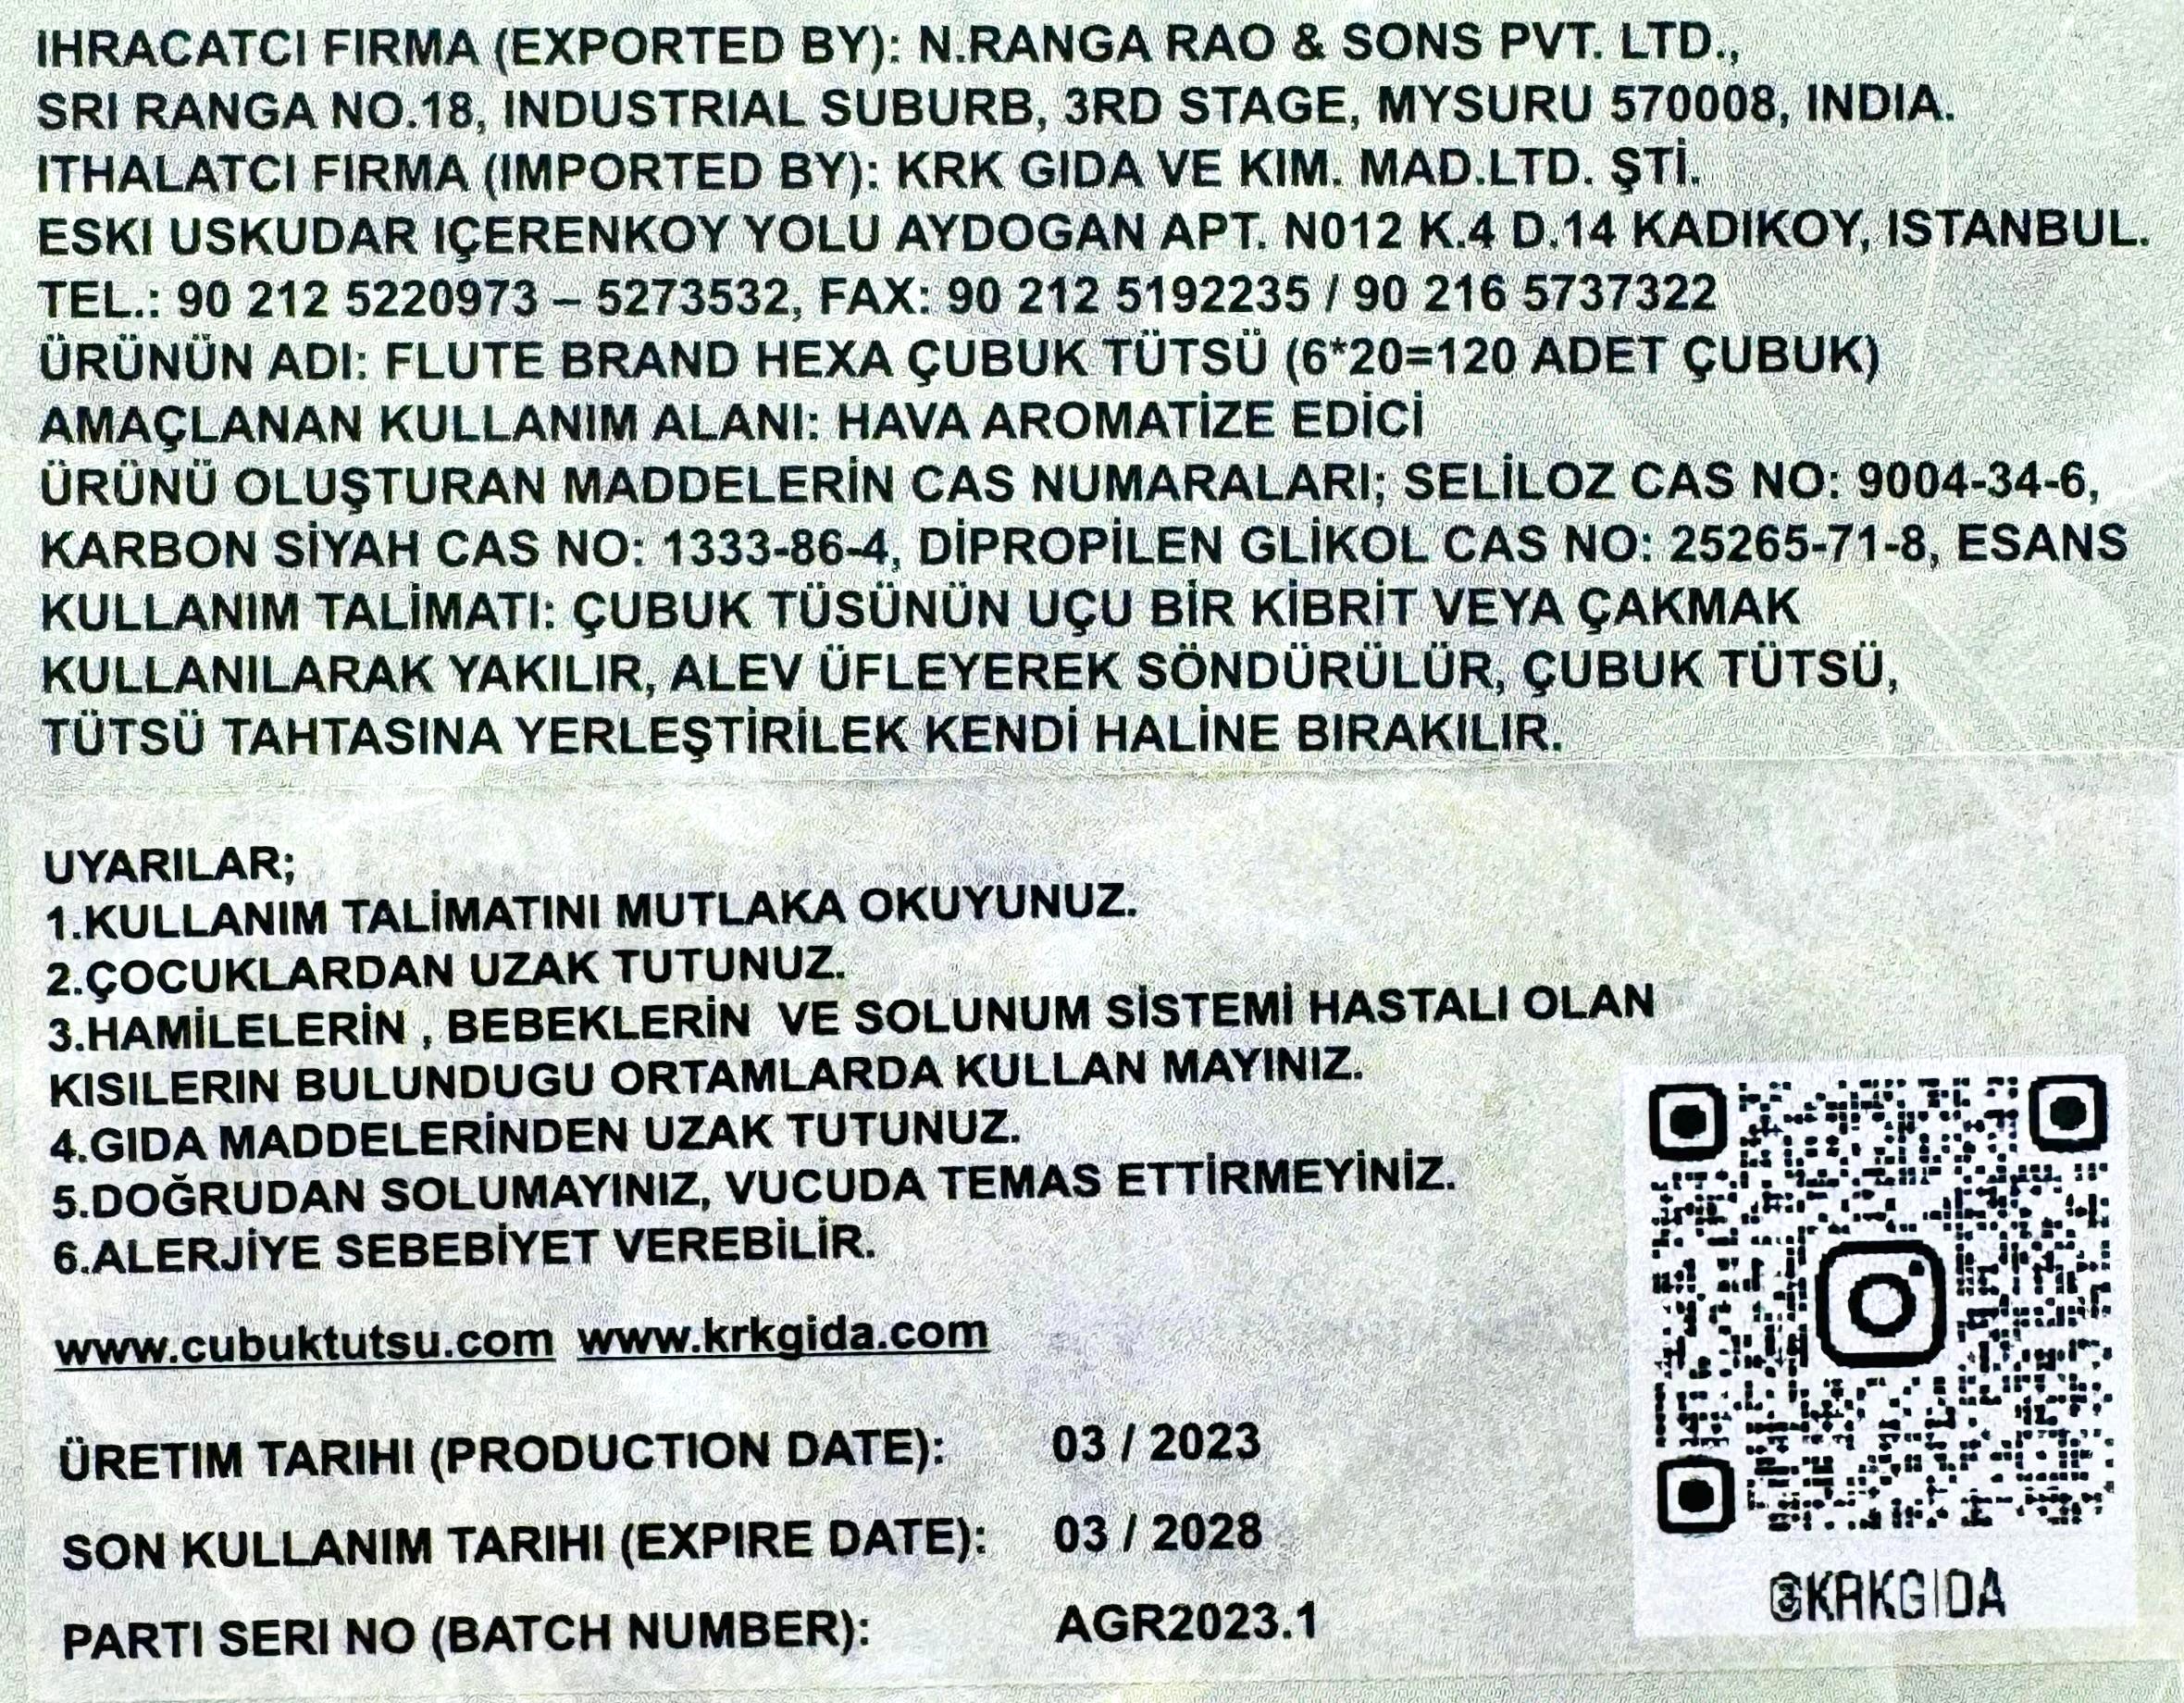 IHRACATCI FIRMA (EXPORTED BY): N.RANGA RAO & SONS PVT. LTD.,
SRI RANGA NO.18, INDUSTRIAL SUBURB, 3RD STAGE, MYSURU 570008, INDIA.
ITHALATCI FIRMA (IMPORTED BY): KRK GIDA VE KIM. MAD.LTD. ŞTİ.
ESKI USKUDAR IÇERENKOY YOLU AYDOGAN APT. N012 K.4 D.14 KADIKOY, ISTANBUL.
TEL.: 90 212 5220973 – 5273532, FAX: 90 212 5192235 / 90 216 5737322
ÜRÜNÜN ADI: FLUTE BRAND HEXA ÇUBUK TÜTSÜ (6*20=120 ADET ÇUBUK)
AMAÇLANAN KULLANIM ALANI: HAVA AROMATİZE EDİCİ
ÜRÜNÜ OLUŞTURAN MADDELERİN CAS NUMARALARI; SELİLOZ CAS NO: 9004-34-6,
KARBON SİYAH CAS NO: 1333-86-4, DİPROPİLEN GLİKOL CAS NO: 25265-71-8, ESANS
KULLANIM TALİMATI: ÇUBUK TÜSÜNÜN UÇU BİR KİBRİT VEYA ÇAKMAK
KULLANILARAK YAKILIR, ALEV ÜFLEYEREK SÖNDÜRÜLÜR, ÇUBUK TÜTSÜ,
TÜTSÜ TAHTASINA YERLEŞTİRİLEK KENDİ HALİNE BIRAKILIR.
UYARILAR;
1.KULLANIM TALİMATINI MUTLAKA OKUYUNUZ.
2.ÇOCUKLARDAN UZAK TUTUNUZ.
3.HAMİLELERİN , BEBEKLERİN VE SOLUNUM SİSTEMİ HASTALI OLAN
KISILERIN BULUNDUGU ORTAMLARDA KULLAN MAYINIZ.
4.GIDA MADDELERİNDEN UZAK TUTUNUZ.
5.DOĞRUDAN SOLUMAYINIZ, VUCUDA TEMAS ETTİRMEYİNİZ.
6.ALERJİYE SEBEBİYET VEREBİLİR.
www.cubuktutsu.com www.krkgida.com
ÜRETIM TARIHI (PRODUCTION DATE): 03 / 2023
SON KULLANIM TARIHI (EXPIRE DATE): 03 / 2028
PARTI SERI NO (BATCH NUMBER): AGR2023.1
@KRKGIDA